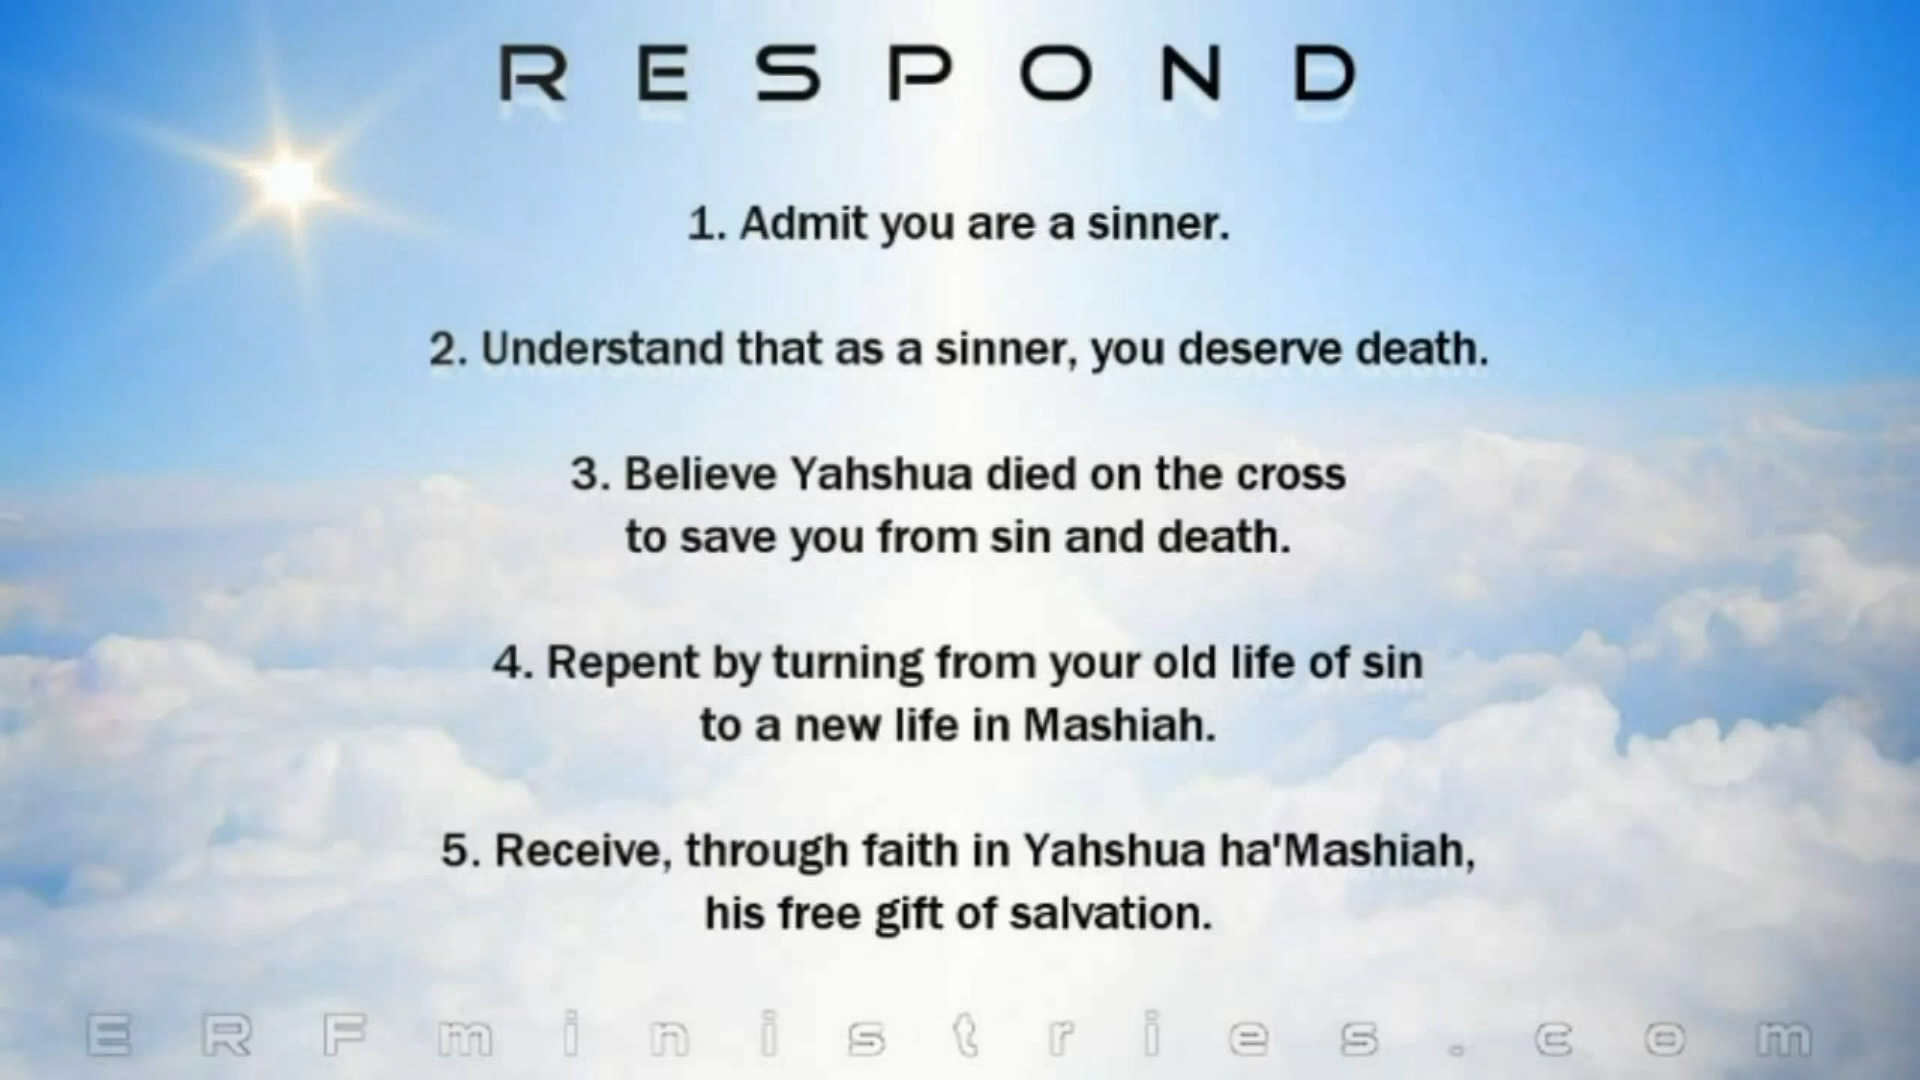 RESPOND
1. Admit you are a sinner.
2. Understand that as a sinner, you deserve death.
3. Believe Yahshua died on the cross
to save you from sin and death.
4. Repent by turning from your old life of sin
to a new life in Mashiah.
5. Receive, through faith in Yahshua ha'Mashiah,
his free gift of salvation.
ERFministries.com